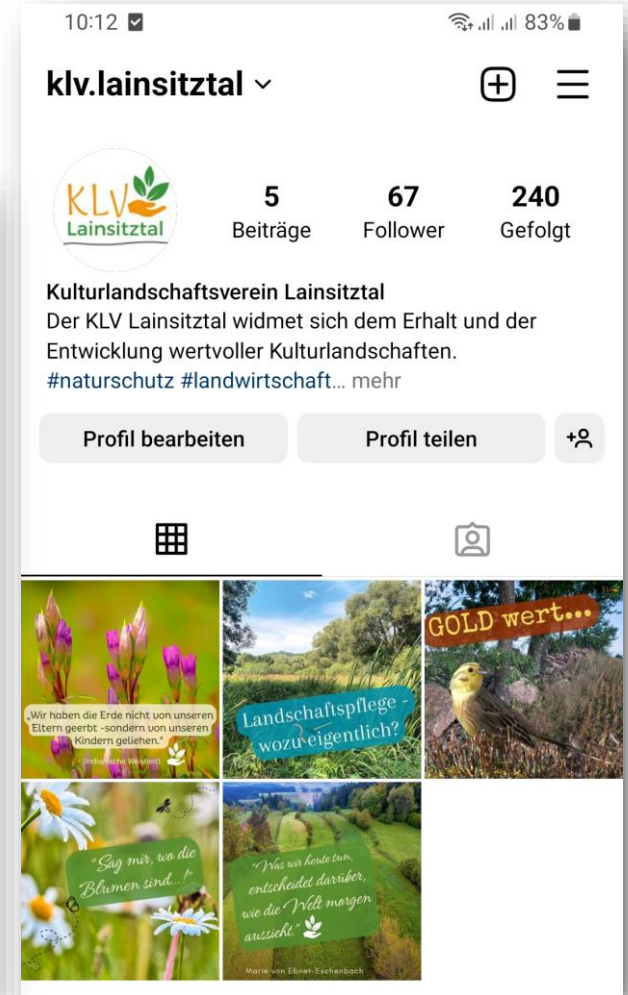 10:12
83%
klv.lainsitztal
KLV
Lainsitztal
5
67
240
Beiträge
Follower
Gefolgt
Kulturlandschaftsverein Lainsitztal
Der KLV Lainsitztal widmet sich dem Erhalt und der
Entwicklung wertvoller Kulturlandschaften.
#naturschutz #landwirtschaft... mehr
Profil bearbeiten
Profil teilen
„Wir haben die Erde nicht von unseren
Eltern geerbt -sondern von unseren
Kindern geliehen."
- (Indianische Weisheit)
Landschaftspflege -
wozu eigentlich?
GOLD wert...
"Sag mir, wo die
Blumen sind...!"
"Was wir heute tun,
entscheidet darüber,
wie die Welt morgen
aussieht."
Marie von Ebner-Eschenbach